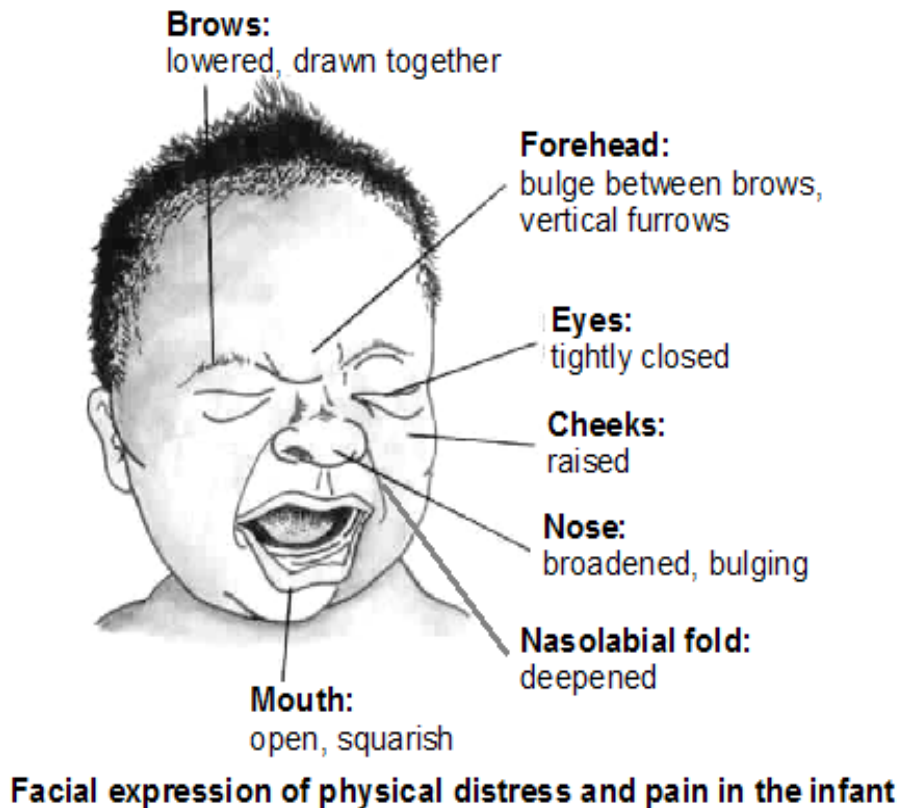 Brows:
lowered, drawn together
Forehead:
bulge between brows,
vertical furrows
Eyes:
tightly closed
Cheeks:
raised
Nose:
broadened, bulging
Nasolabial fold:
deepened
Mouth:
open, squarish
Facial expression of physical distress and pain in the infant